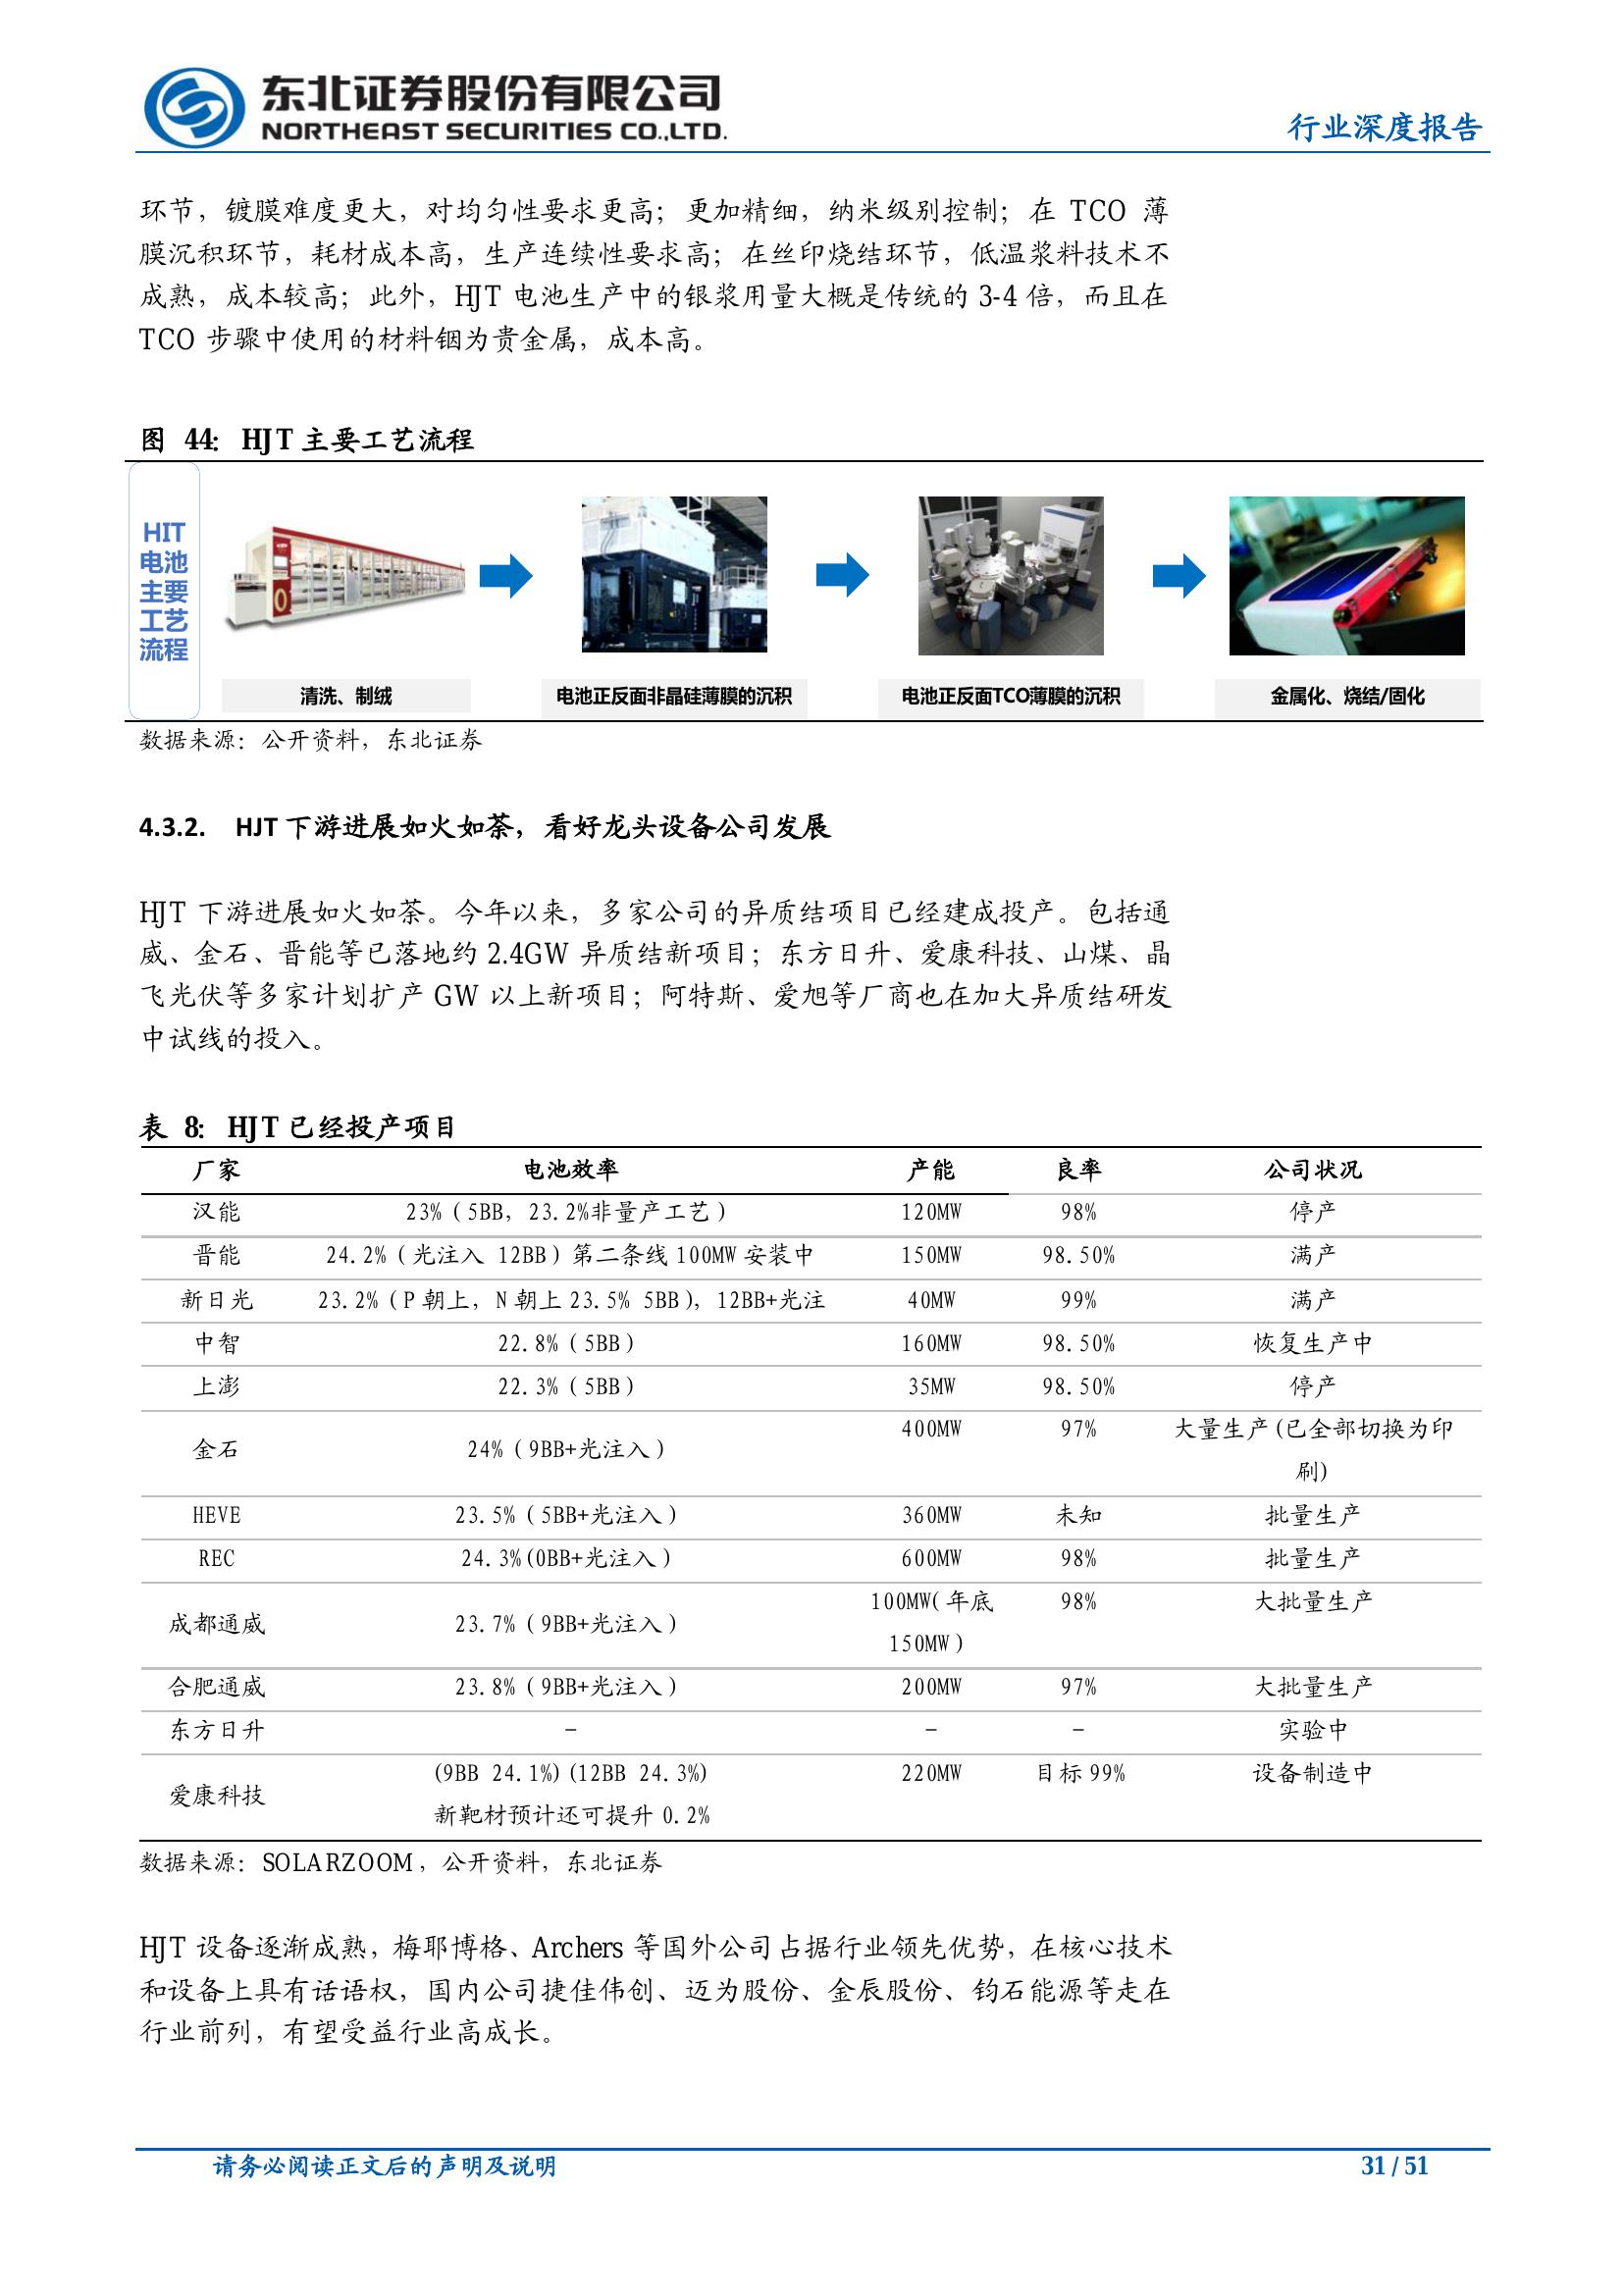 东北证券股份有限公司
NORTHEAST SECURITIES CO.,LTD.
行业深度报告
环节，镀膜难度更大，对均匀性要求更高；更加精细，纳米级别控制；在 TCO 薄
膜沉积环节，耗材成本高，生产连续性要求高；在丝印烧结环节，低温浆料技术不
成熟，成本较高；此外，HJT 电池生产中的银浆用量大概是传统的 3-4 倍，而且在
TCO 步骤中使用的材料铟为贵金属，成本高。
图 44：HJT 主要工艺流程
HIT
电池
主要
工艺
流程
清洗、制绒
电池正反面非晶硅薄膜的沉积
电池正反面TCO薄膜的沉积
金属化、烧结/固化
数据来源：公开资料，东北证券
4.3.2. HJT 下游进展如火如荼，看好龙头设备公司发展
HJT 下游进展如火如荼。今年以来，多家公司的异质结项目已经建成投产。包括通
威、金石、晋能等已落地约 2.4GW 异质结新项目；东方日升、爱康科技、山煤、晶
飞光伏等多家计划扩产 GW 以上新项目；阿特斯、爱旭等厂商也在加大异质结研发
中试线的投入。
表 8：HJT 已经投产项目
厂家 电池效率 产能 良率 公司状况
汉能 23%（5BB，23.2%非量产工艺） 120MW 98% 停产
晋能 24.2%（光注入 12BB）第二条线 100MW 安装中 150MW 98.50% 满产
新日光 23.2%（P 朝上，N 朝上 23.5% 5BB），12BB+光注 40MW 99% 满产
中智 22.8%（5BB） 160MW 98.50% 恢复生产中
上澎 22.3%（5BB） 35MW 98.50% 停产
金石 24%（9BB+光注入） 400MW 97% 大量生产(已全部切换为印
刷)
HEVE 23.5%（5BB+光注入） 360MW 未知 批量生产
REC 24.3%(0BB+光注入） 600MW 98% 批量生产
成都通威 23.7%（9BB+光注入） 100MW(年底 98% 大批量生产
150MW）
合肥通威 23.8%（9BB+光注入） 200MW 97% 大批量生产
东方日升 - - - 实验中
爱康科技 (9BB 24.1%)(12BB 24.3%) 220MW 目标 99% 设备制造中
新靶材预计还可提升 0.2%
数据来源：SOLARZOOM，公开资料，东北证券
HJT 设备逐渐成熟，梅耶博格、Archers 等国外公司占据行业领先优势，在核心技术
和设备上具有话语权，国内公司捷佳伟创、迈为股份、金辰股份、钧石能源等走在
行业前列，有望受益行业高成长。
请务必阅读正文后的声明及说明
31 / 51